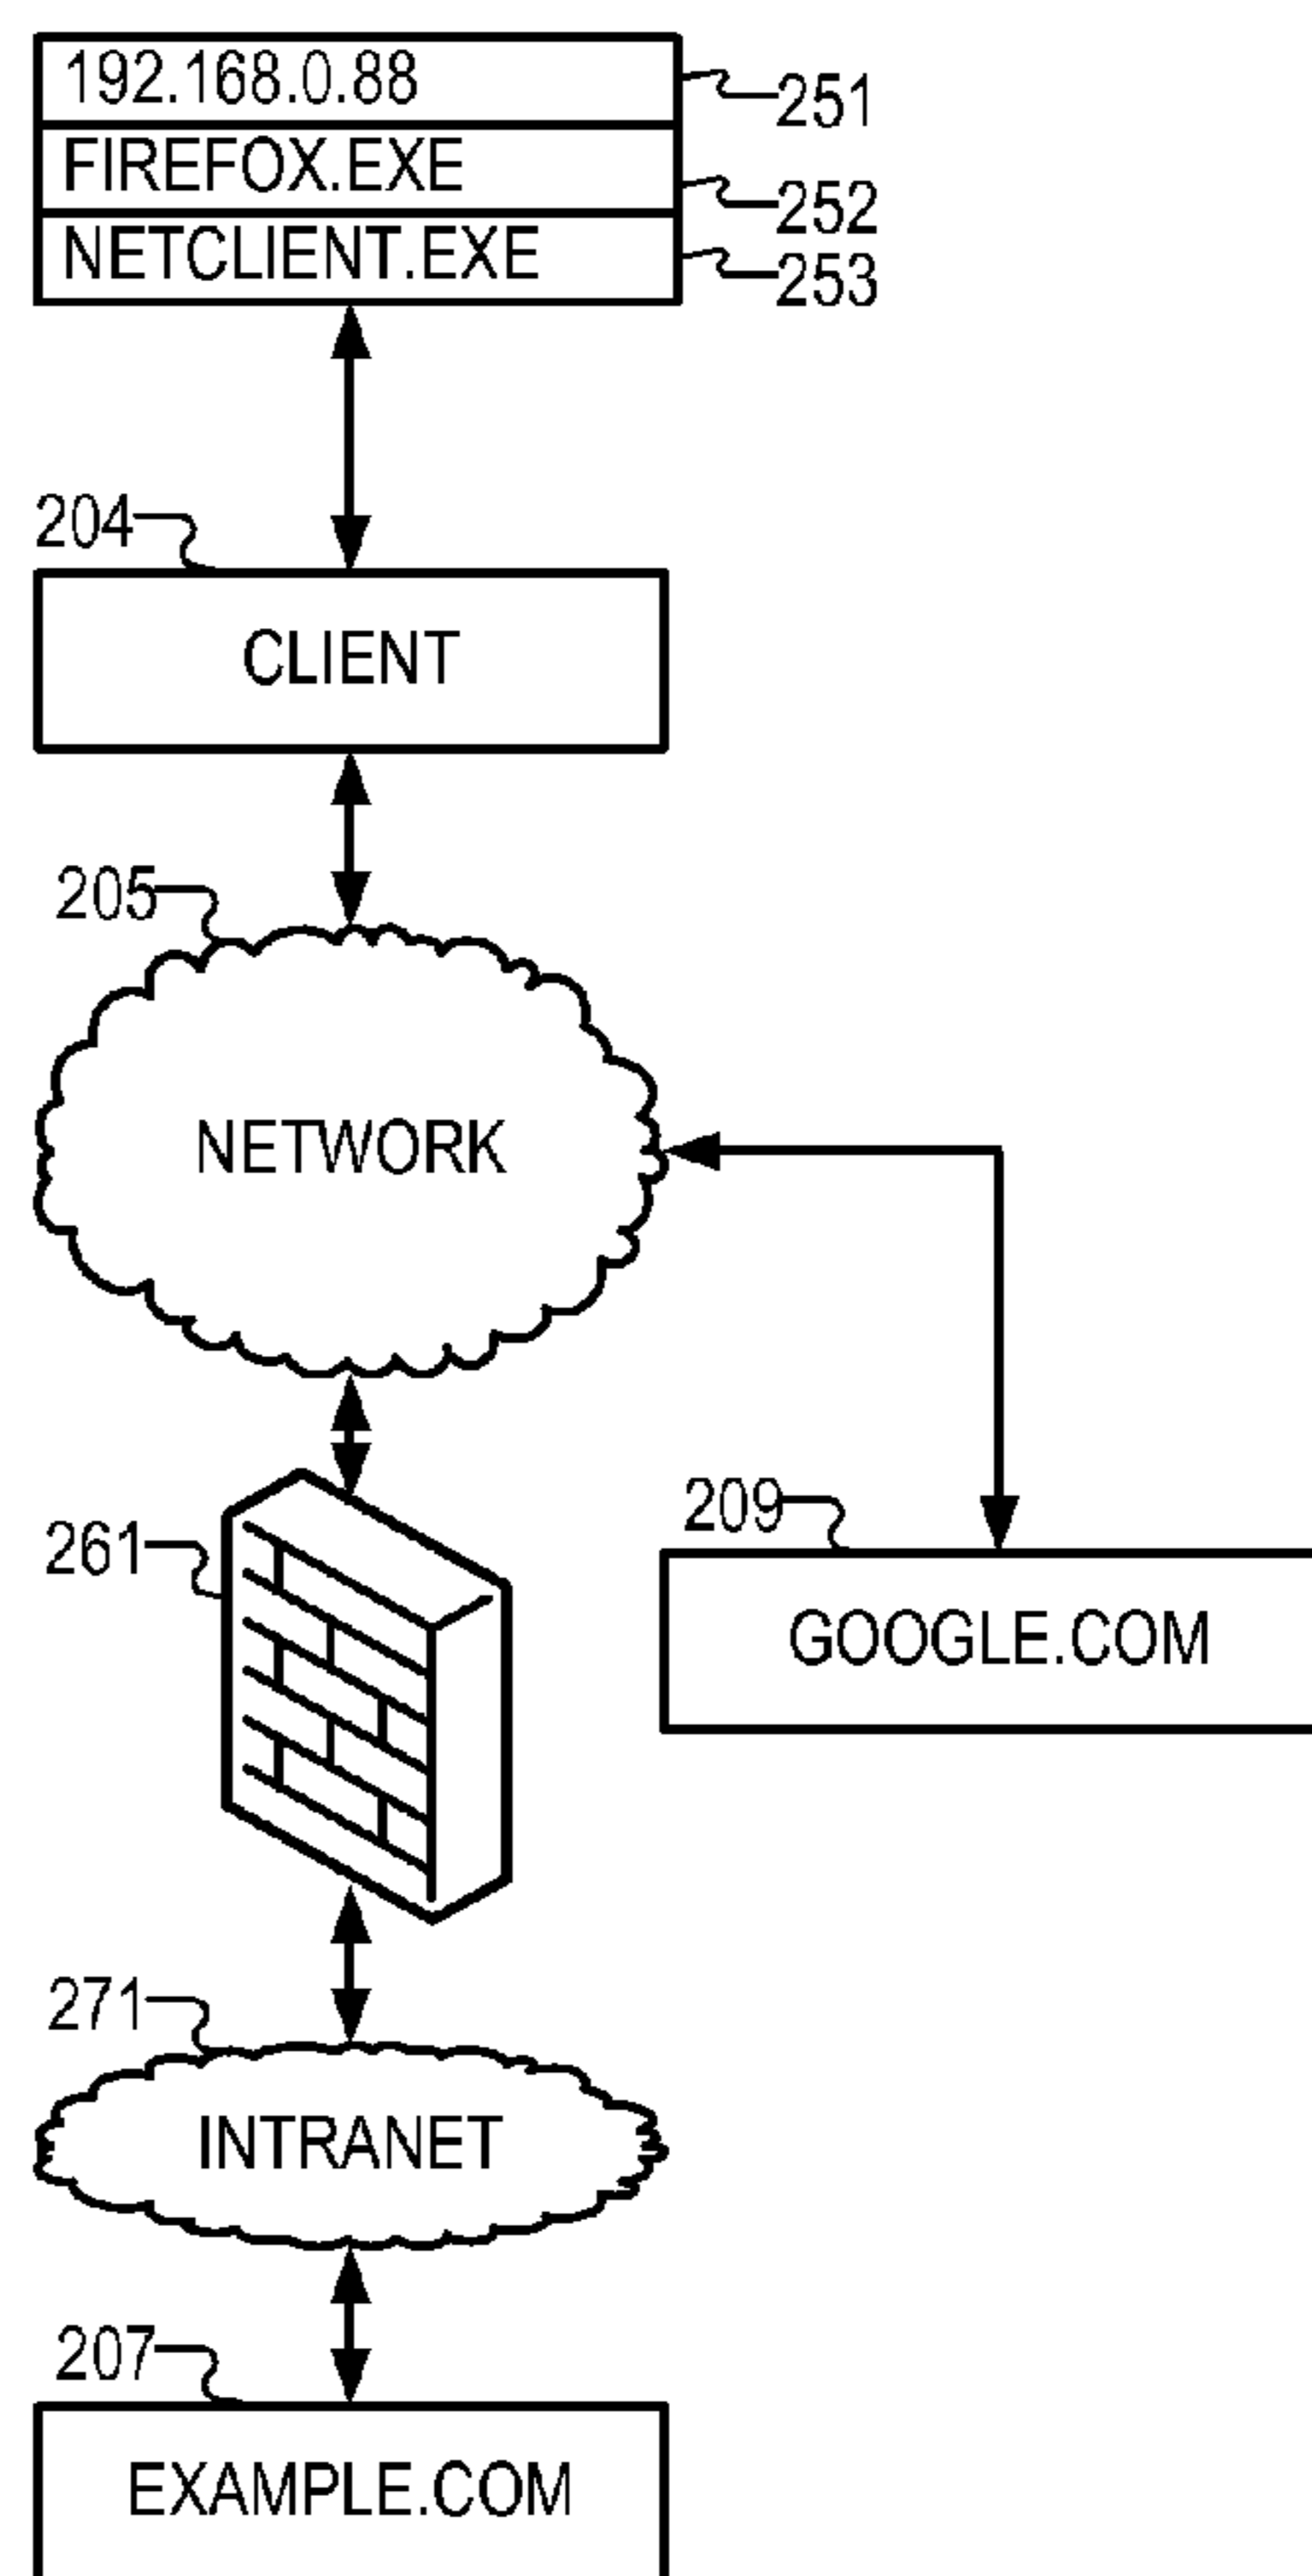 192.168.0.88
251
FIREFOX.EXE
252
NETCLIENT.EXE
253
204
CLIENT
205
NETWORK
209
261
GOOGLE.COM
271
INTRANET
207
EXAMPLE.COM